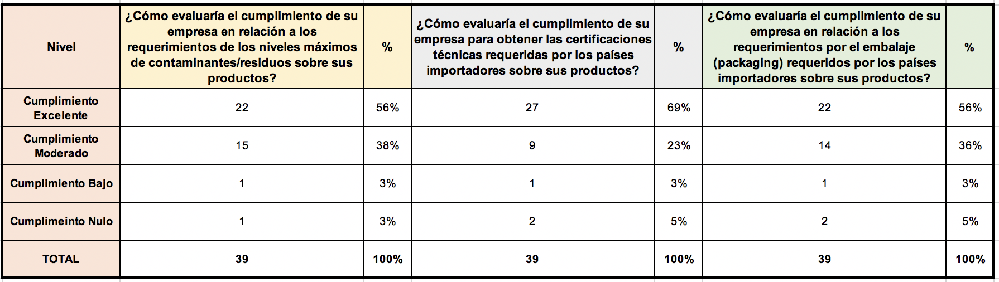 Nivel
¿Cómo evaluaría el cumplimiento de su
empresa en relación a los
requerimientos de los niveles máximos
de contaminantes/residuos sobre sus
productos?
%
¿Cómo evaluaría el cumplimiento de su
empresa para obtener las certificaciones
técnicas requeridas por los países
importadores sobre sus productos?
%
¿Cómo evaluaría el cumplimiento de su
empresa en relación a los
requerimientos por el embalaje
(packaging) requeridos por los países
importadores sobre sus productos?
%
Cumplimiento
Excelente
22
56%
27
69%
22
56%
Cumplimiento
Moderado
15
38%
9
23%
14
36%
Cumplimiento Bajo
1
3%
1
3%
1
3%
Cumplimeinto Nulo
1
3%
2
5%
2
5%
TOTAL
39
100%
39
100%
39
100%